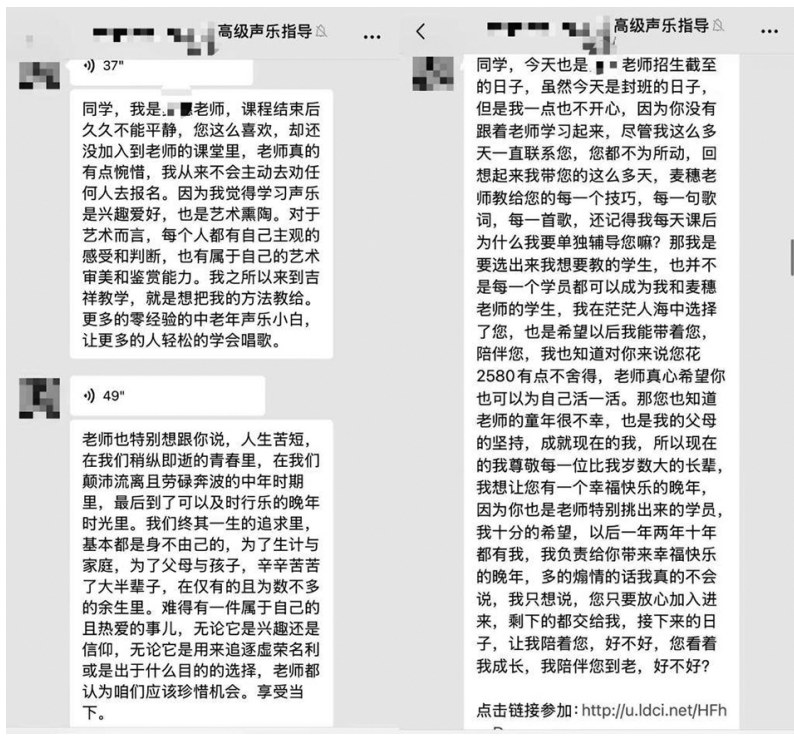 高级声乐指导
37"
同学，我是 穗老师，课程结束后
久久不能平静，您这么喜欢，却还
没加入到老师的课堂里，老师真的
有点惋惜，我从来不会主动去劝任
何人去报名。因为我觉得学习声乐
是兴趣爱好，也是艺术熏陶。对于
艺术而言，每个人都有自己主观的
感受和判断，也有属于自己的艺术
审美和鉴赏能力。我之所以来到吉
祥教学，就是想把我的方法教给。
更多的零经验的中老年声乐小白，
让更多的人轻松的学会唱歌。
49"
老师也特别想跟你说，人生苦短，
在我们稍纵即逝的青春里，在我们
颠沛流离且劳碌奔波的中年时期
里，最后到了可以及时行乐的晚年
时光里。我们终其一生的追求里，
基本都是身不由己的，为了生计与
家庭，为了父母与孩子，辛辛苦苦
了大半辈子，在仅有的且为数不多
的余生里。难得有一件属于自己的
且热爱的事儿，无论它是兴趣还是
信仰，无论它是用来追逐虚荣名利
或是出于什么目的的选择，老师都
认为咱们应该珍惜机会。享受当
下。
高级声乐指导
同学，今天也是 老师招生截至
的日子，虽然今天是封班的日子，
但是我一点也不开心，因为你没有
跟着老师学习起来，尽管我这么多
天一直联系您，您都不为所动，回
想起来我带您的这么多天，麦穗老
师教给您的每一个技巧，每一句歌
词，每一首歌，还记得我每天课后
为什么我要单独辅导您嘛？那我是
要选出来我想要教的学生，也并不
是每一个学员都可以成为我和麦穗
老师的学生，我在茫茫人海中选择
了您，也是希望以后我能带着您，
陪伴您，我也知道对你来说您花
2580有点不舍得，老师真心希望你
也可以为自己活一活。那您也知道
老师的童年很不幸，也是我的父母
的坚持，成就现在的我，所以现在
的我尊敬每一位比我岁数大的长辈，
我想让您有一个幸福快乐的晚年，
因为你也是老师特别挑出来的学员，
我十分的希望，以后一年两年十年
都有我，我负责给你带来幸福快乐
的晚年，多的煽情的话我真的不会
说，我只想说，您只要放心加入进
来，剩下的都交给我，接下来的日
子，让我陪着您，好不好，您看着
我成长，我陪伴您到老，好不好？
点击链接参加：http://u.ldci.net/HFh